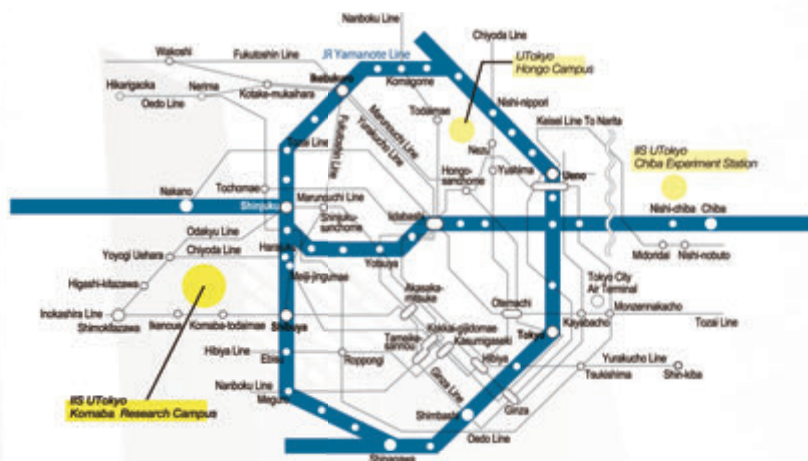 Nanboku Line
Chiyoda Line
Wakoshi
Fukutoshin Line
JR Yamanote Line
UTokyo
Hongo Campus
Hikarigaoka
Nerima
Ikebukuro
Komagome
Oedo Line
Kotake-mukaihara
Todaimae
Nishi-nippori
Keisei Line To Narita
Marunouchi Line
Yurakucho Line
Fukutoshin Line
Tozai Line
Nezu
IIS UTokyo
Chiba Experiment Station
Hongo-
sanchome
Yushima
Ueno
Nakano
Tochomae
Marunouchi Line
Shinjuku
Shinjuku-
sanchome
Iidabashi
Nishi-chiba
Chiba
Odakyu Line
Yoyogi Uehara
Chiyoda Line
Harajuku
Yotsuya
Midoridai
Nishi-nobuto
Higashi-kitazawa
Meiji-jingumae
Akasaka-
mitsuke
Otemachi
Tokyo City
Air Terminal
Monzennakacho
Inokashira Line
Shimokitazawa
Ikenoue
Komaba-todaimae
Shibuya
Kokkai-gijidomae
Kasumigaseki
Tokyo
Kayabacho
Tozai Line
Tameike-
sannou
Hibiya Line
Ebisu
Roppongi
Hibiya
Yurakucho Line
Tsukishima
Shin-kiba
Ginza Line
Nanboku Line
Meguro
Ginza
IIS UTokyo
Komaba Research Campus
Shimbashi
Oedo Line
Shinagawa